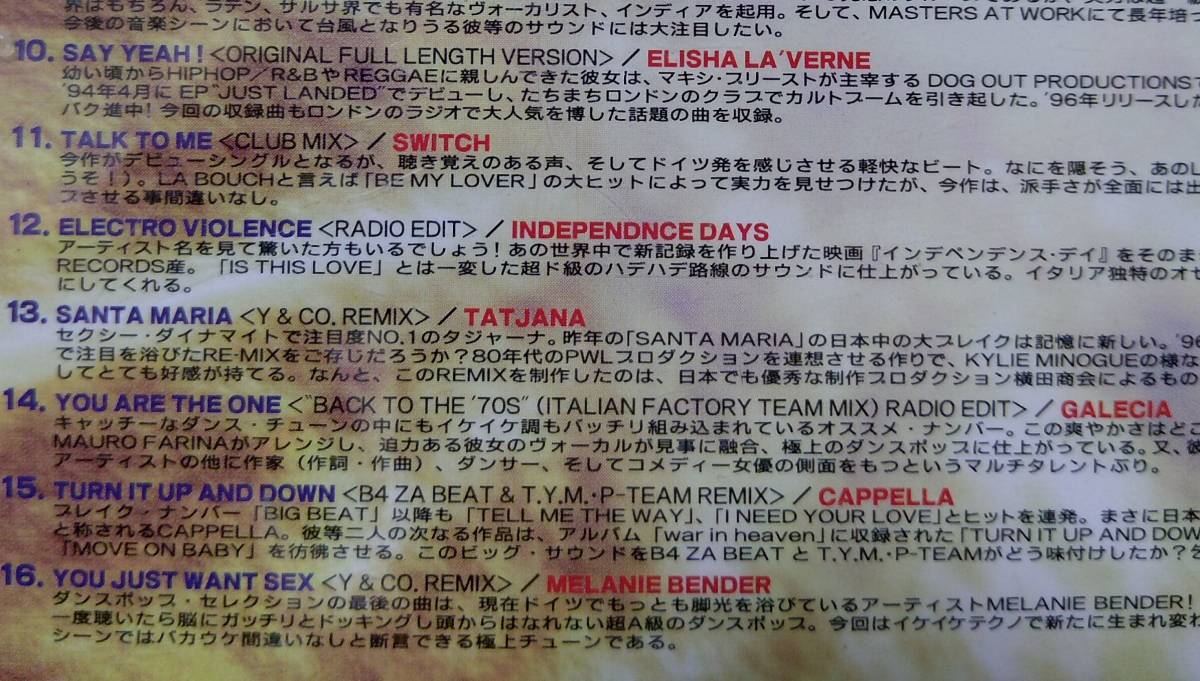 界はもちろん、ラテン、サルサ界でも有名なヴォーカリスト、インディアを起用。そして、MASTERS AT WORKにて長年培
今後の音楽シーンにおいて台風となりうる彼等のサウンドには大注目したい。
10. SAY YEAH! <ORIGINAL FULL LENGTH VERSION> / ELISHA LA'VERNE
幼い頃からHIPHOP/R&BやREGGAEに親しんできた彼女は、マキシ・プリーストが主宰する DOG OUT PRODUCTIONS
'94年4月に EP "JUST LANDED"でデビューし、たちまちロンドンのクラブでカルトブームを引き起した。'96年リリースし
バク進中! 今回の収録曲もロンドンのラジオで大人気を博した話題の曲を収録。
11. TALK TO ME <CLUB MIX> / SWITCH
今作がデビューシングルとなるが、聴き覚えのある声、そしてドイツ発を感じさせる軽快なビート。なにを隠そう、あのL
うそ!)。LA BOUCHと言えば「BE MY LOVER」の大ヒットによって実力を見せつけたが、今作は、派手さが全面には出
プさせる事間違いなし。
12. ELECTRO VIOLENCE <RADIO EDIT> / INDEPENDNCE DAYS
アーティスト名を見て驚いた方もいるでしょう! あの世界中で新記録を作り上げた映画『インデペンデンス・デイ』をそのま
RECORDS産。「IS THIS LOVE」とは一変した超ド級のハデハデ路線のサウンドに仕上がっている。イタリア独特のオ
にしてくれる。
13. SANTA MARIA <Y & CO. REMIX> / TATJANA
セクシー・ダイナマイトで注目度NO.1のタジャーナ。昨年の「SANTA MARIA」の日本中の大ブレイクは記憶に新しい。'96
で注目を浴びたRE-MIXをご存じだろうか?80年代のPWLプロダクションを連想させる作りで、KYLIE MINOGUEの様な
してとても好感が持てる。なんと、このREMIXを制作したのは、日本でも優秀な制作プロダクション横田商会によるもの
14. YOU ARE THE ONE <"BACK TO THE '70S" (ITALIAN FACTORY TEAM MIX) RADIO EDIT> / GALECIA
キャッチーなダンス・チューンの中にもイケイケ調もバッチリ組み込まれているオススメ・ナンバー。この爽やかさはどこ
MAURO FARINAがアレンジし、迫力ある彼女のヴォーカルが見事に融合、極上のダンスポップに仕上がっている。又、彼
アーティストの他に作家(作詞・作曲)、ダンサー、そしてコメディー女優の側面をもつというマルチタレントぶり。
15. TURN IT UP AND DOWN <B4 ZA BEAT & T.Y.M.・P-TEAM REMIX> / CAPPELLA
ブレイク・ナンバー「BIG BEAT」以降も「TELL ME THE WAY」、「I NEED YOUR LOVE」とヒットを連発。まさに日本
と称されるCAPPELLA。彼等二人の次なる作品は、アルバム「war in heaven」に収録された「TURN IT UP AND DOW
「MOVE ON BABY」を彷彿させる。このビッグ・サウンドをB4 ZA BEAT と T.Y.M.・P-TEAMがどう味付けしたか?
16. YOU JUST WANT SEX <Y & CO. REMIX> / MELANIE BENDER
ダンスポップ・セレクションの最後の曲は、現在ドイツでもっとも脚光を浴びているアーティストMELANIE BENDER!
一度聴いたら脳にガッチリとドッキングし頭からはなれない超A級のダンスポップ。今回はイケイケテクノで新たに生まれ変わ
シーンではバカウケ間違いなしと断言できる極上チューンである。